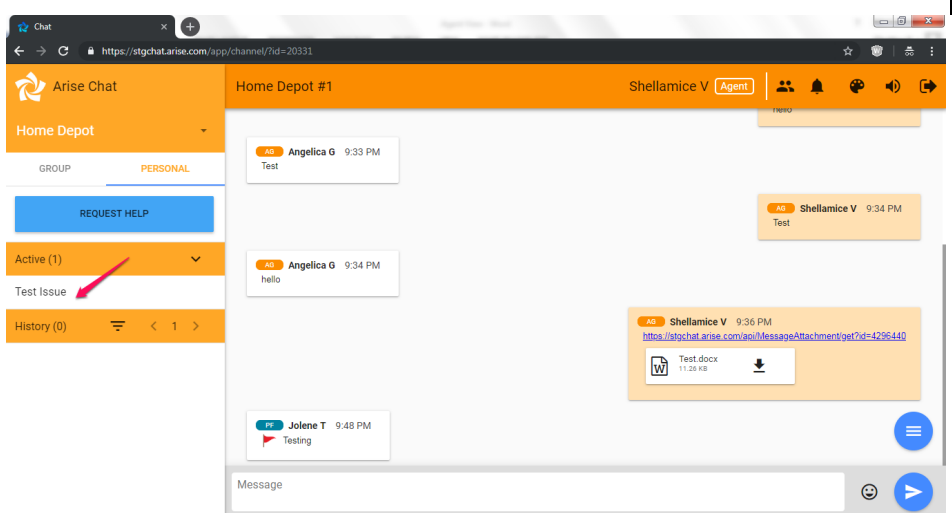 Chat
https://stgchat.arise.com/app/channel/?id=20331
Arise Chat
Home Depot #1
Shellamice V Agent
Home Depot
GROUP PERSONAL
REQUEST HELP
Active (1)
Test Issue
History (0) < 1 >
hello
AG Angelica G 9:33 PM
Test
AG Shellamice V 9:34 PM
Test
AG Angelica G 9:34 PM
hello
AG Shellamice V 9:36 PM
https://stgchat.arise.com/api/MessageAttachment/get?id=4296440
W
Test.docx
11.26 KB
PF Jolene T 9:48 PM
Testing
Message